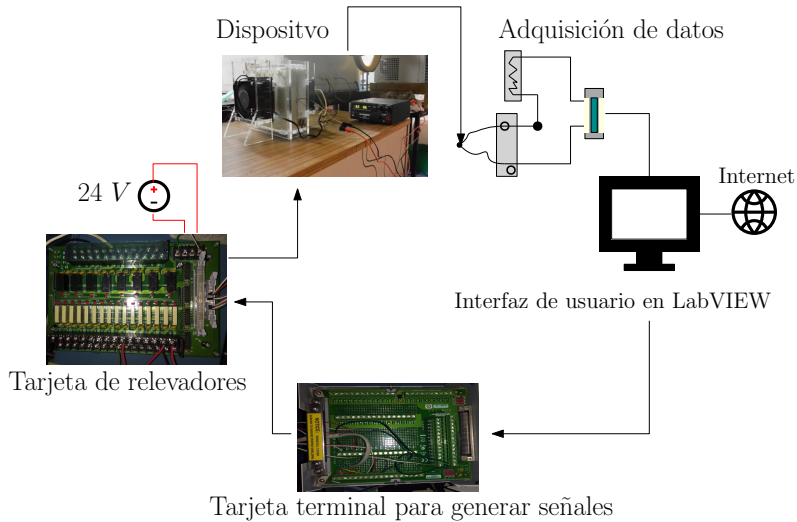 Dispositvo
Adquisición de datos
24 V
Internet
Interfaz de usuario en LabVIEW
Tarjeta de relevadores
NOTICE
Tarjeta terminal para generar señales